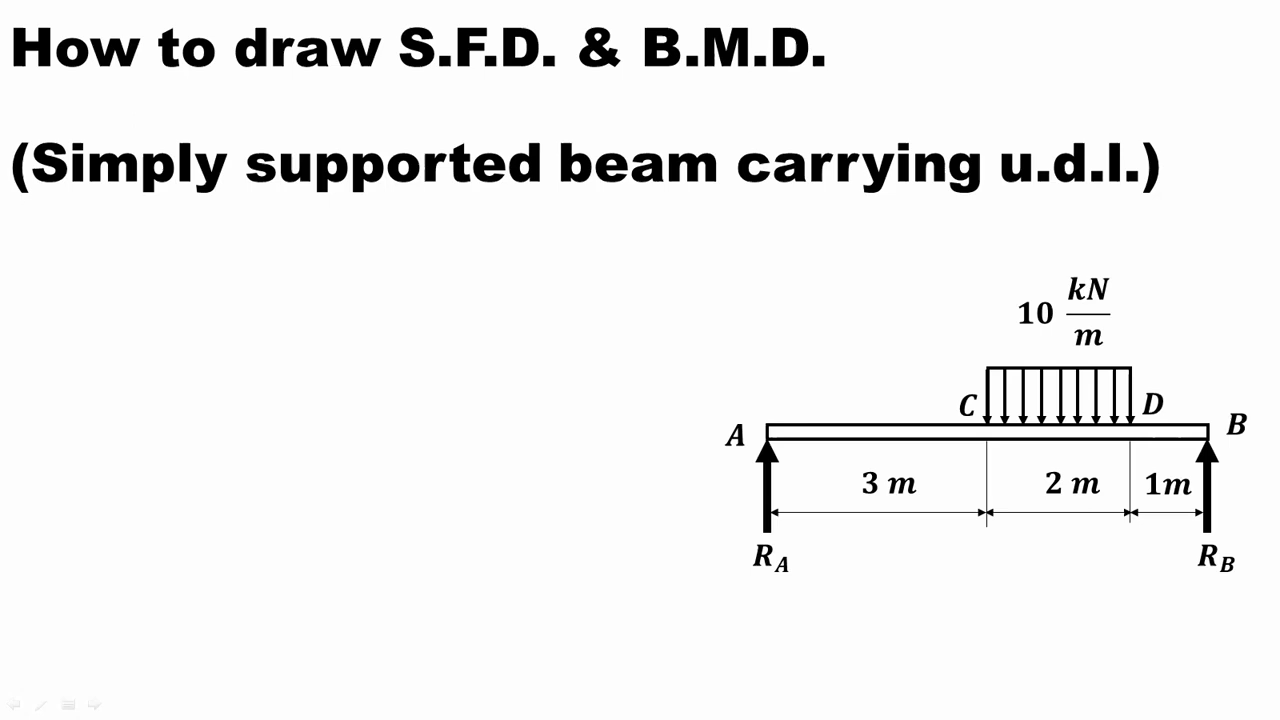 How to draw S.F.D. & B.M.D.
(Simply supported beam carrying u.d.l.)
10 kN/m
C
D
A
B
3 m
2 m
1m
R_A
R_B